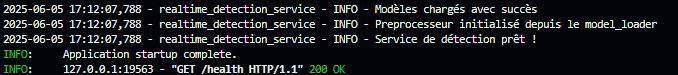 2025-06-05 17:12:07,788 - realtime_detection_service - INFO - Modèles chargés avec succès
2025-06-05 17:12:07,788 - realtime_detection_service - INFO - Preprocesseur initialisé depuis le model_loader
2025-06-05 17:12:07,788 - realtime_detection_service - INFO - Service de détection prêt !
INFO:     Application startup complete.
INFO:     127.0.0.1:19563 - "GET /health HTTP/1.1" 200 OK